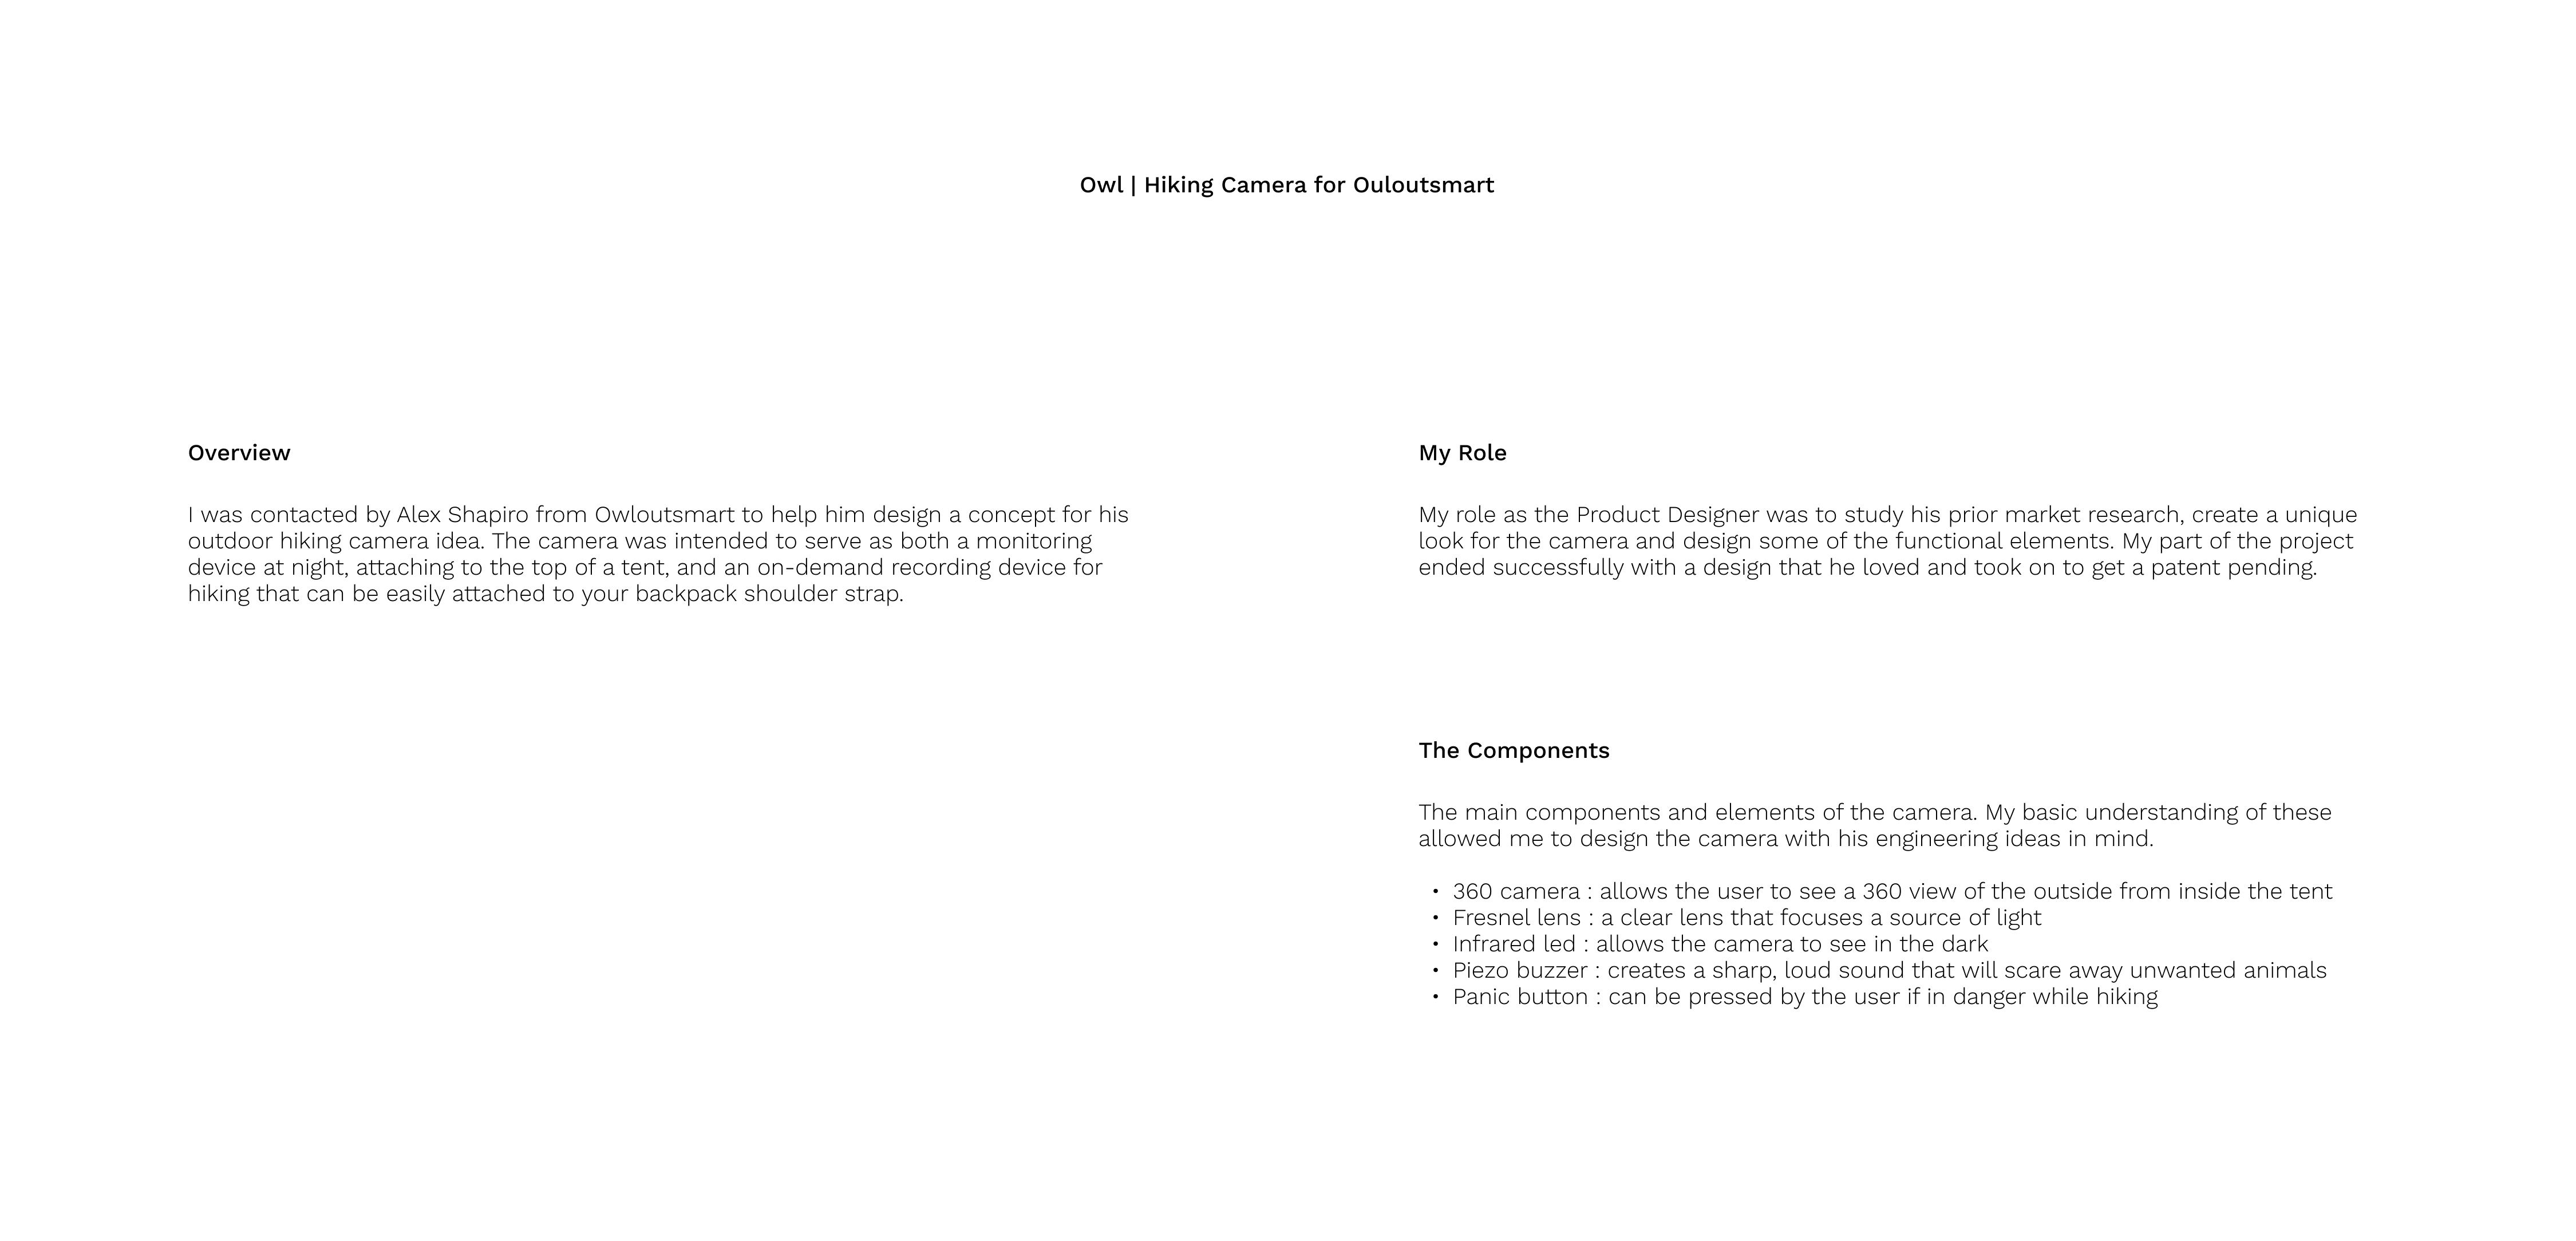 Owl | Hiking Camera for Ouloutsmart
Overview
I was contacted by Alex Shapiro from Owloutsmart to help him design a concept for his
outdoor hiking camera idea. The camera was intended to serve as both a monitoring
device at night, attaching to the top of a tent, and an on-demand recording device for
hiking that can be easily attached to your backpack shoulder strap.
My Role
My role as the Product Designer was to study his prior market research, create a unique
look for the camera and design some of the functional elements. My part of the project
ended successfully with a design that he loved and took on to get a patent pending.
The Components
The main components and elements of the camera. My basic understanding of these
allowed me to design the camera with his engineering ideas in mind.
• 360 camera : allows the user to see a 360 view of the outside from inside the tent
• Fresnel lens : a clear lens that focuses a source of light
• Infrared led : allows the camera to see in the dark
• Piezo buzzer : creates a sharp, loud sound that will scare away unwanted animals
• Panic button : can be pressed by the user if in danger while hiking